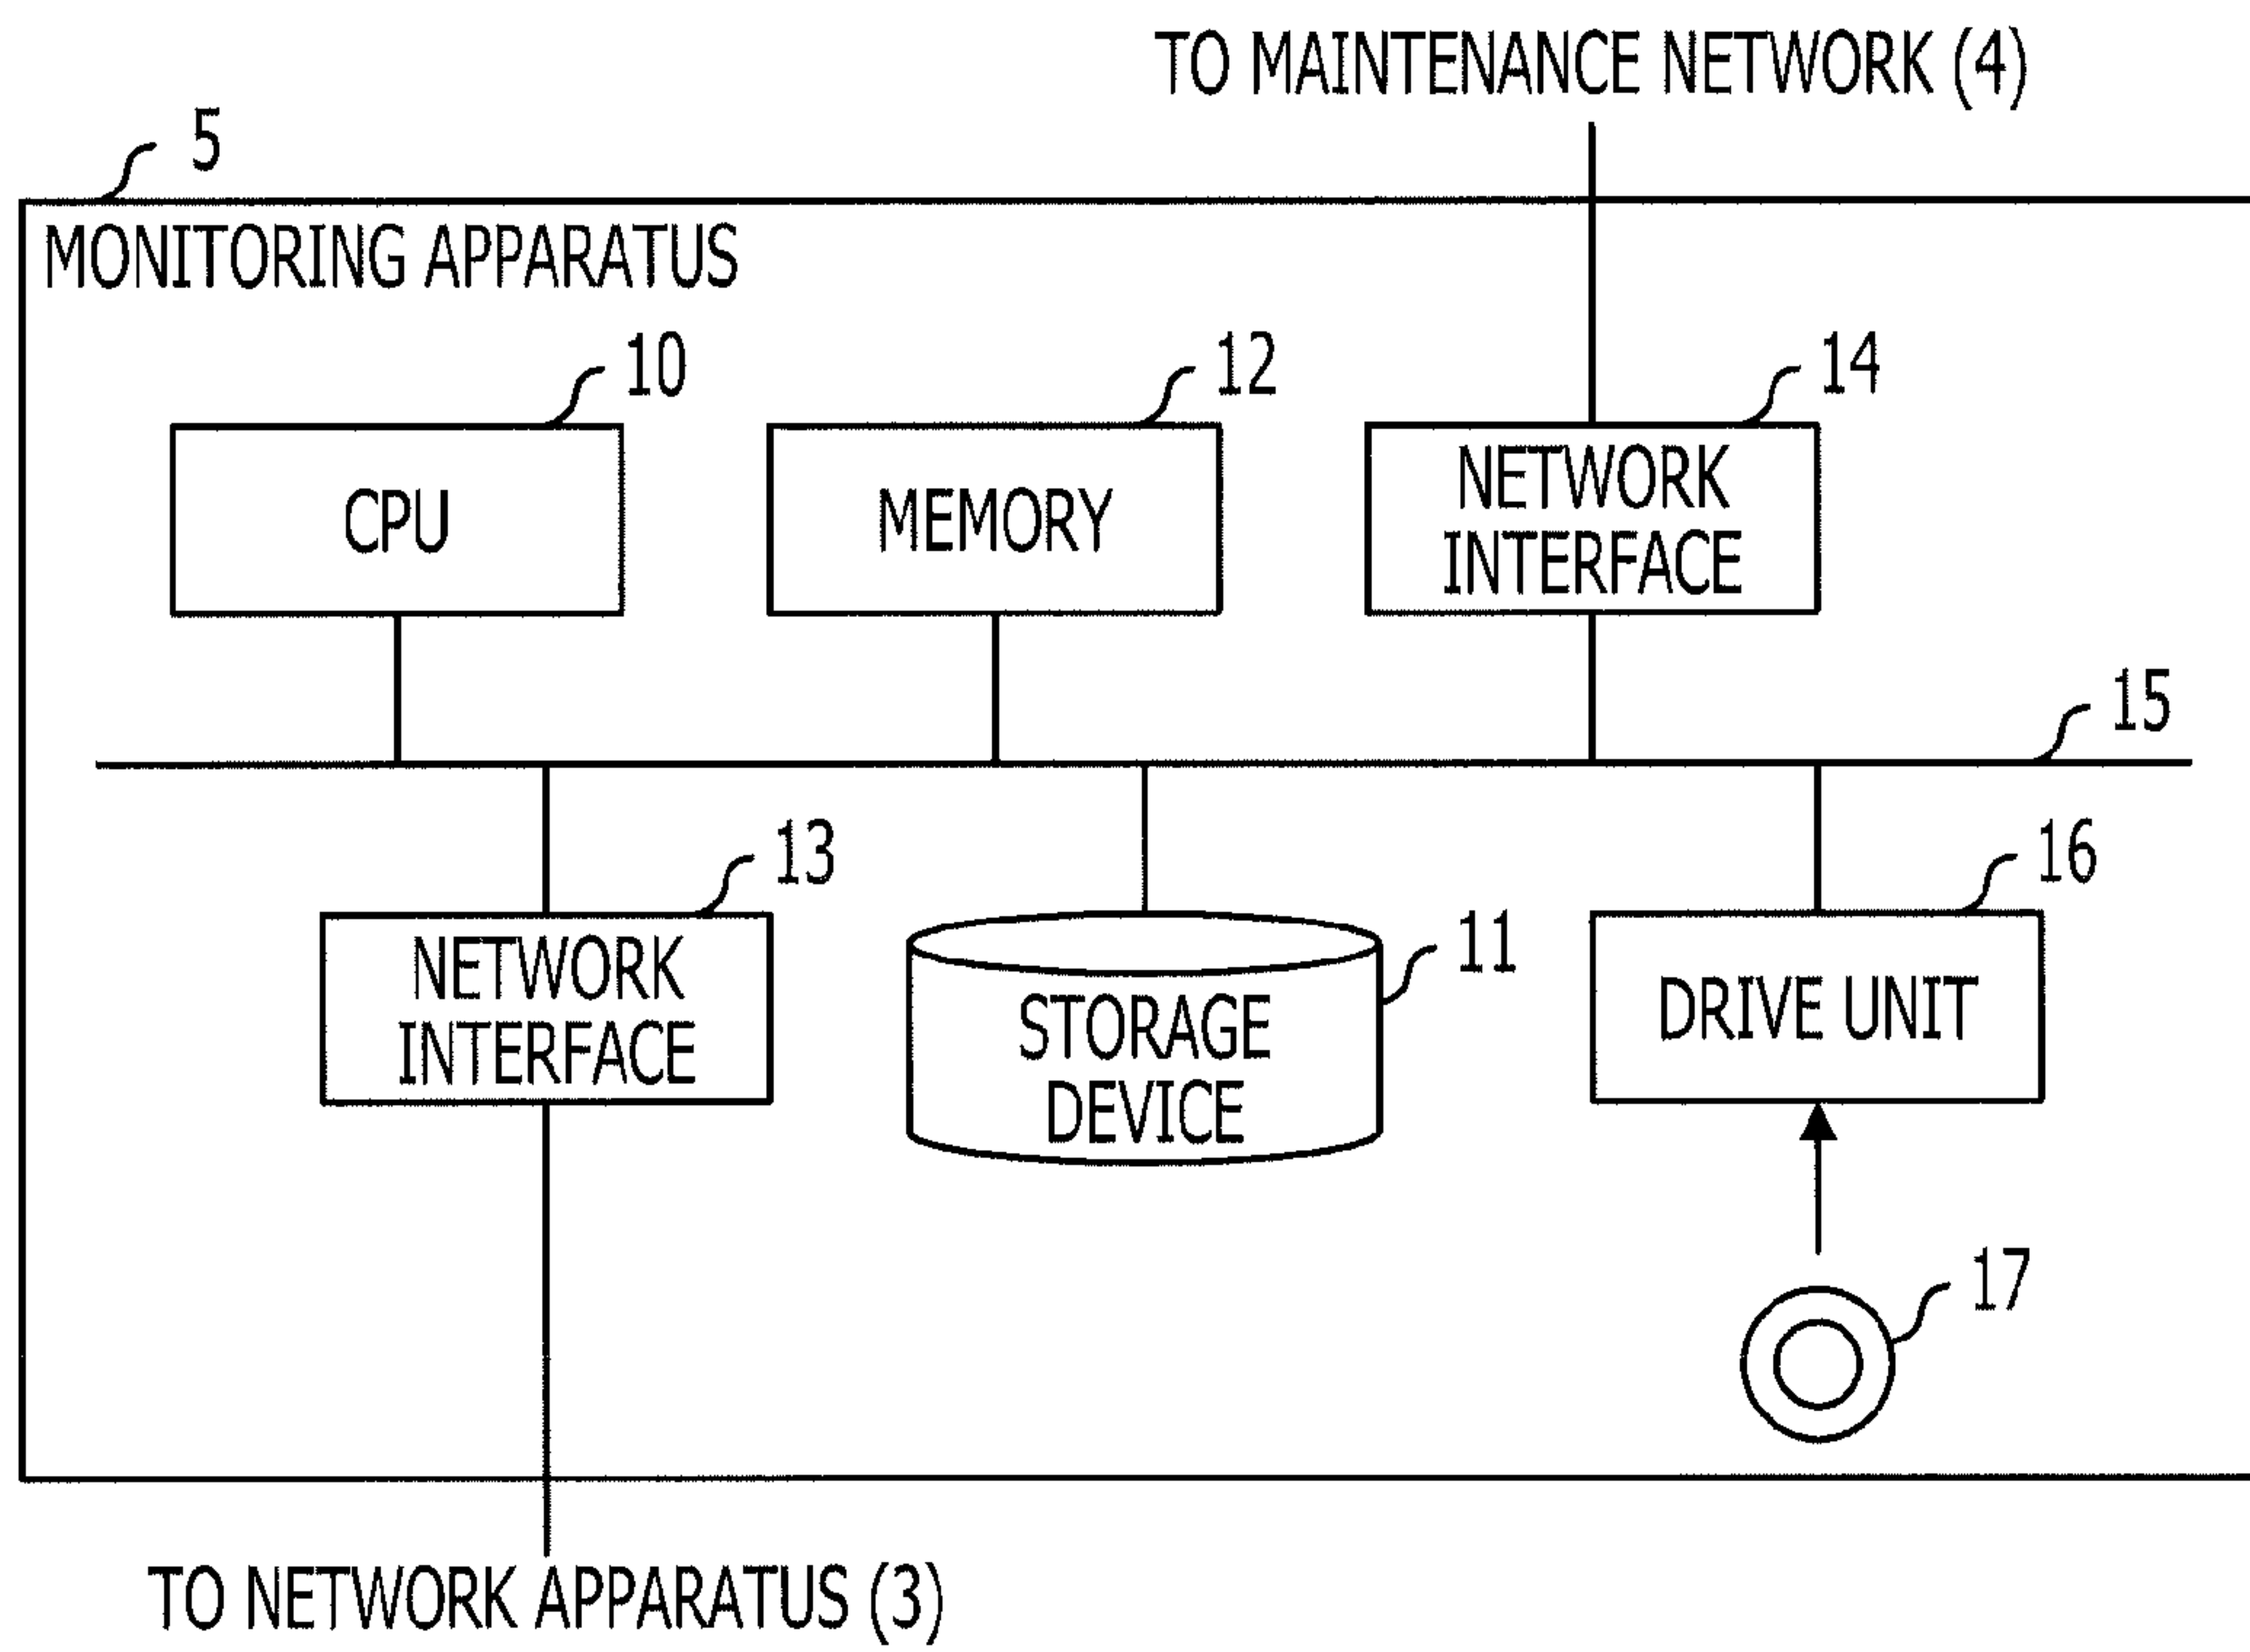 TO MAINTENANCE NETWORK (4)
5
MONITORING APPARATUS
10
12
14
CPU
MEMORY
NETWORK
INTERFACE
15
13
16
NETWORK
INTERFACE
11
STORAGE
DEVICE
DRIVE UNIT
17
TO NETWORK APPARATUS (3)